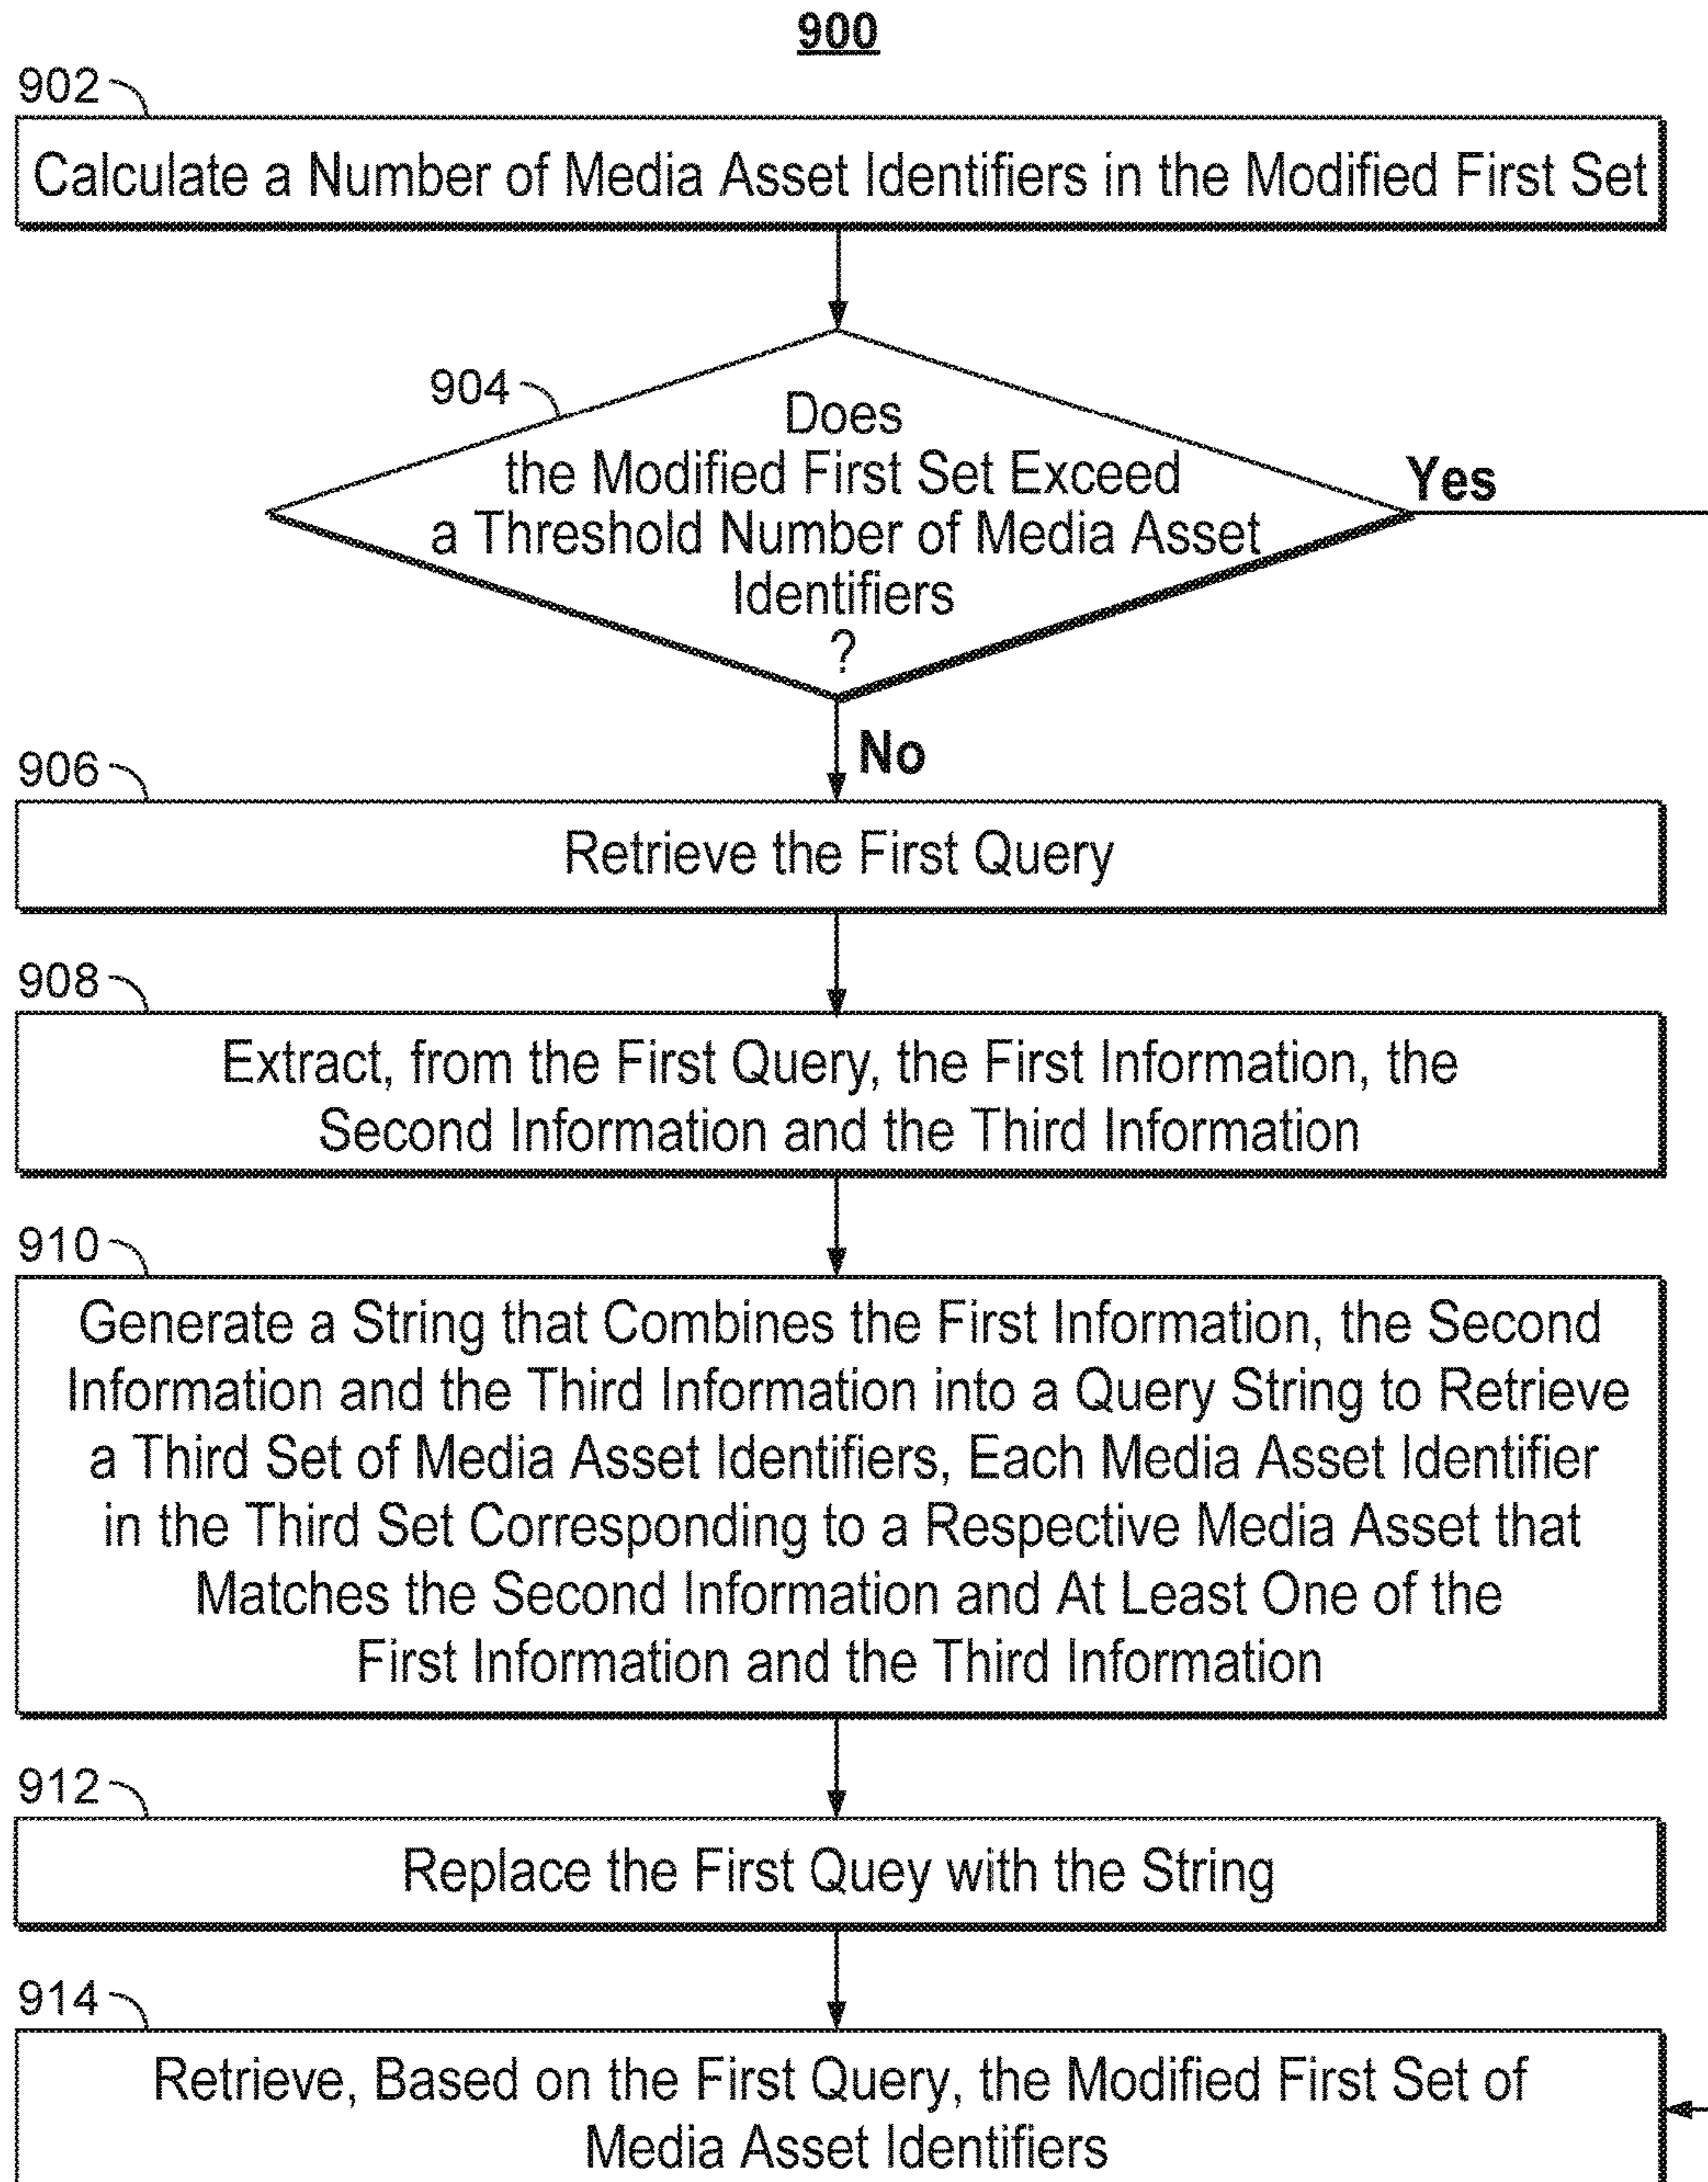 900
902
Calculate a Number of Media Asset Identifiers in the Modified First Set
904
Does
the Modified First Set Exceed
a Threshold Number of Media Asset
Identifiers
?
Yes
No
906
Retrieve the First Query
908
Extract, from the First Query, the First Information, the
Second Information and the Third Information
910
Generate a String that Combines the First Information, the Second
Information and the Third Information into a Query String to Retrieve
a Third Set of Media Asset Identifiers, Each Media Asset Identifier
in the Third Set Corresponding to a Respective Media Asset that
Matches the Second Information and At Least One of the
First Information and the Third Information
912
Replace the First Quey with the String
914
Retrieve, Based on the First Query, the Modified First Set of
Media Asset Identifiers